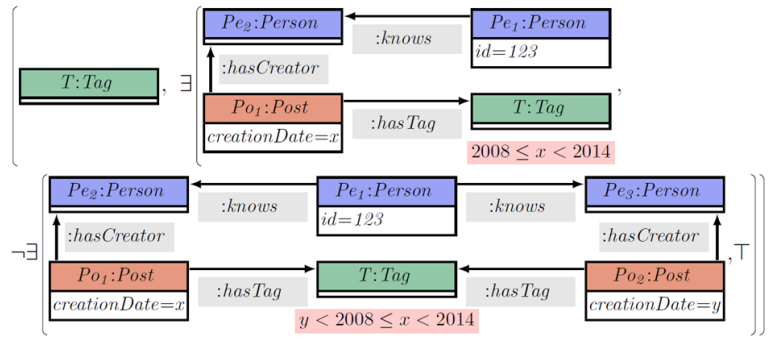 Pe₂:Person
Pe₁:Person
:knows
id=123
T:Tag
, ∃
:hasCreator
Po₁:Post
T:Tag
,
creationDate=x
:hasTag
2008 ≤ x < 2014
Pe₂:Person
Pe₁:Person
Pe₃:Person
:knows
id=123
:knows
¬∃
:hasCreator
:hasCreator
,⊤
Po₁:Post
T:Tag
Po₂:Post
creationDate=x
:hasTag
:hasTag
creationDate=y
y < 2008 ≤ x < 2014